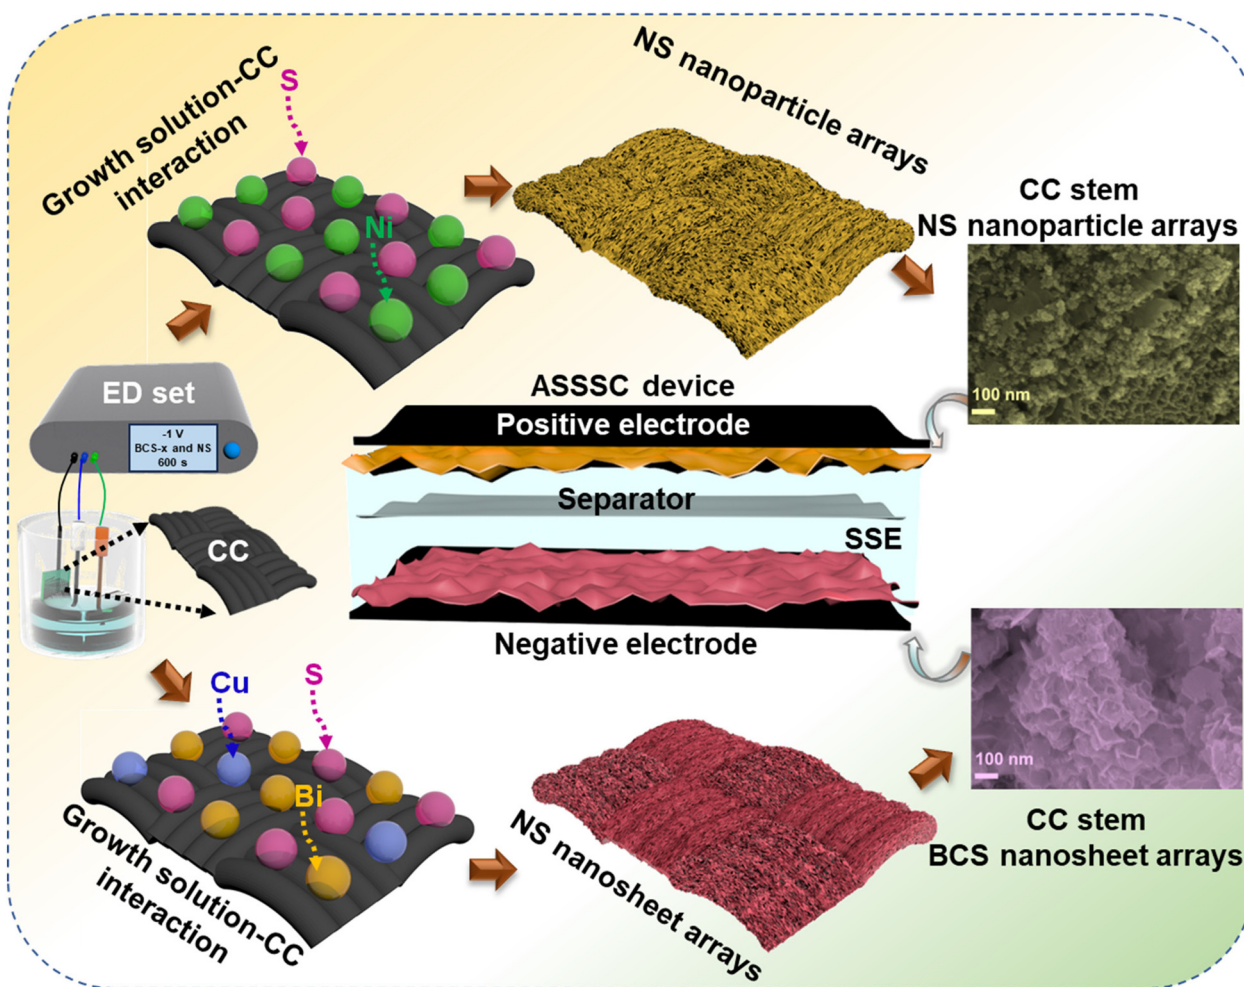 Growth solution-CC
interaction
S
Ni
NS nanoparticle arrays
CC stem
NS nanoparticle arrays
100 nm
ED set
-1 V
BCS-x and NS
600 s
CC
ASSSC device
Positive electrode
Separator
SSE
Negative electrode
Cu
S
Bi
Growth solution-CC
interaction
NS nanosheet arrays
100 nm
CC stem
BCS nanosheet arrays